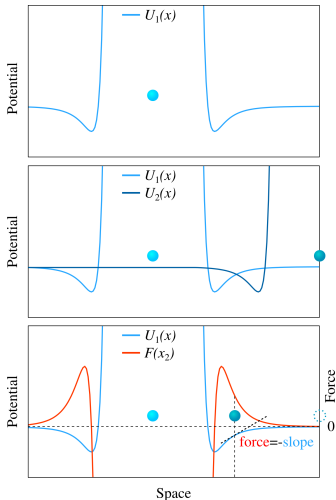 U₁(x)
Potential
U₁(x)
U₂(x)
Potential
U₁(x)
F(x₂)
Potential
Force
0
force=-slope
Space